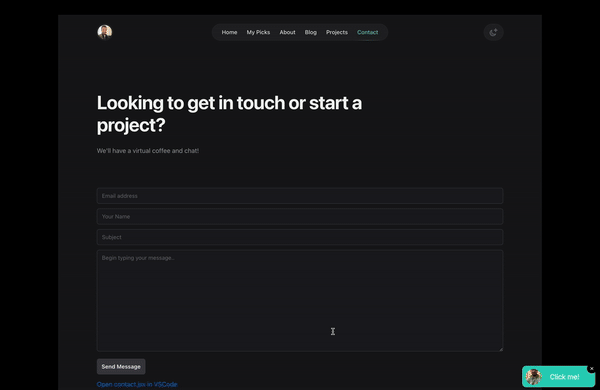 Home My Picks About Blog Projects Contact
Looking to get in touch or start a
project?
We'll have a virtual coffee and chat!
Email address
Your Name
Subject
Begin typing your message.
Send Message
Open contact.jsx in VSCode
Click me!